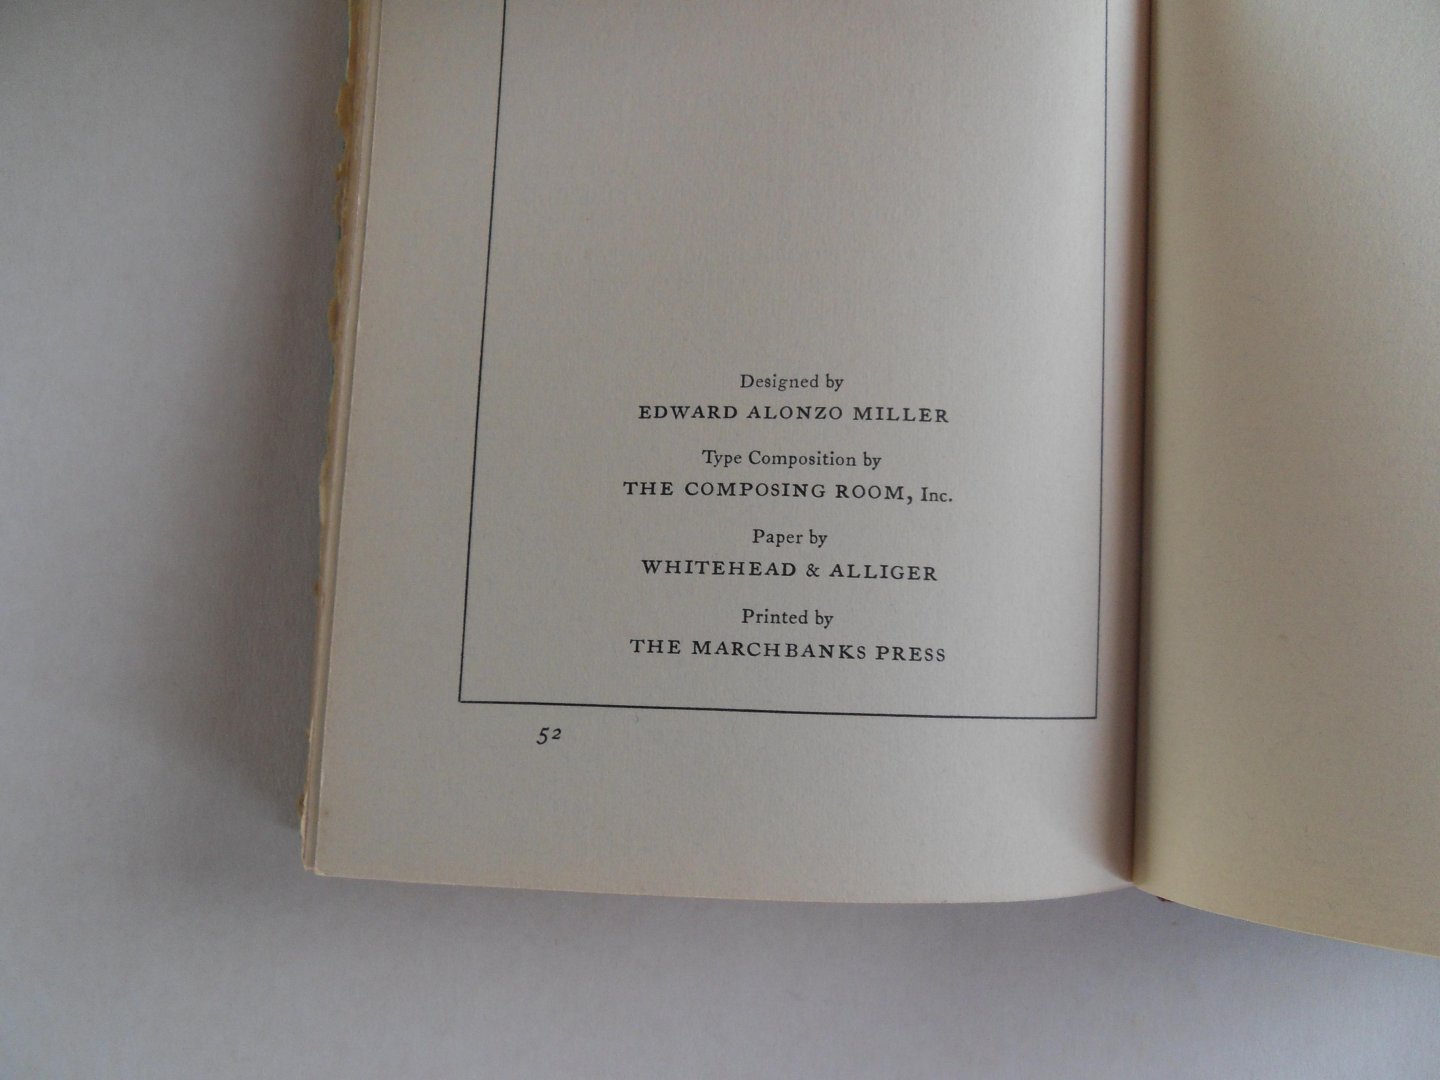 Designed by
EDWARD ALONZO MILLER
Type Composition by
THE COMPOSING ROOM, Inc.
Paper by
WHITEHEAD & ALLIGER
Printed by
THE MARCHBANKS PRESS
52